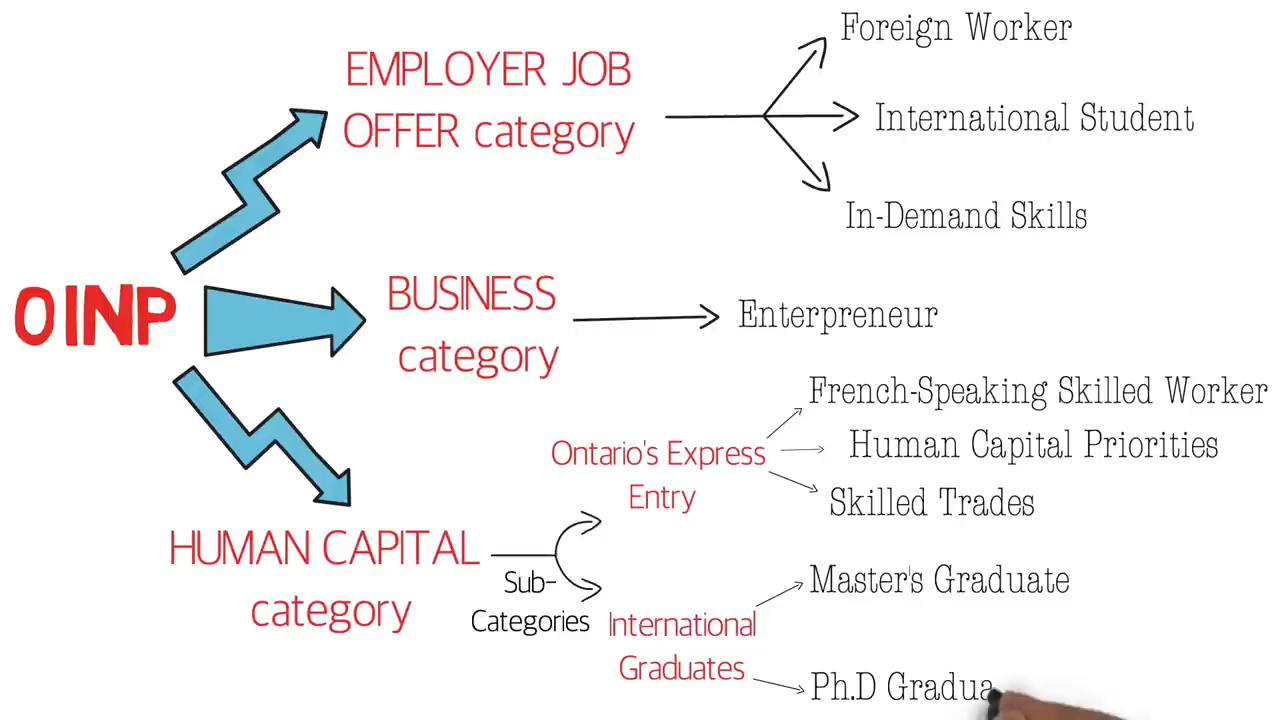 Foreign Worker
EMPLOYER JOB
OFFER category
International Student
In-Demand Skills
OINP
BUSINESS
category
Enterpreneur
French-Speaking Skilled Worker
Ontario's Express
Entry
Human Capital Priorities
Skilled Trades
HUMAN CAPITAL
category
Sub-
Categories
Master's Graduate
International
Graduates
Ph.D Gradua